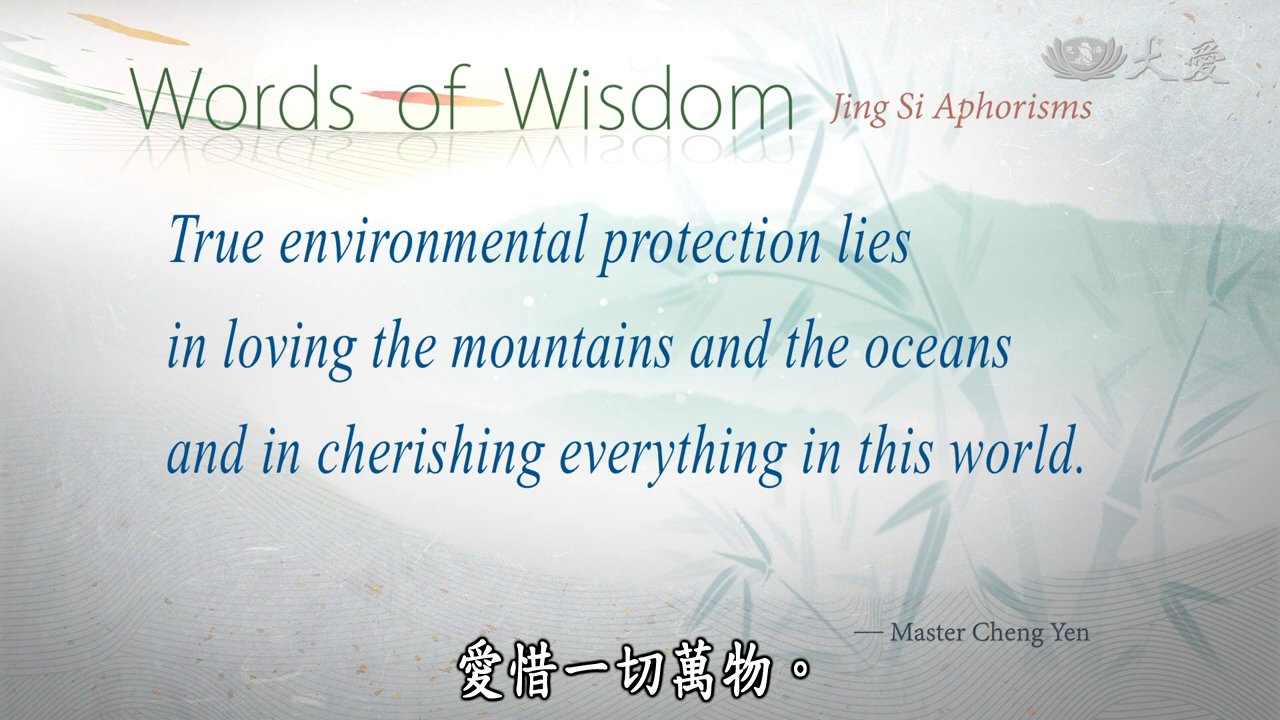 大愛
Words of Wisdom
Jing Si Aphorisms
True environmental protection lies
in loving the mountains and the oceans
and in cherishing everything in this world.
— Master Cheng Yen
愛惜一切萬物。